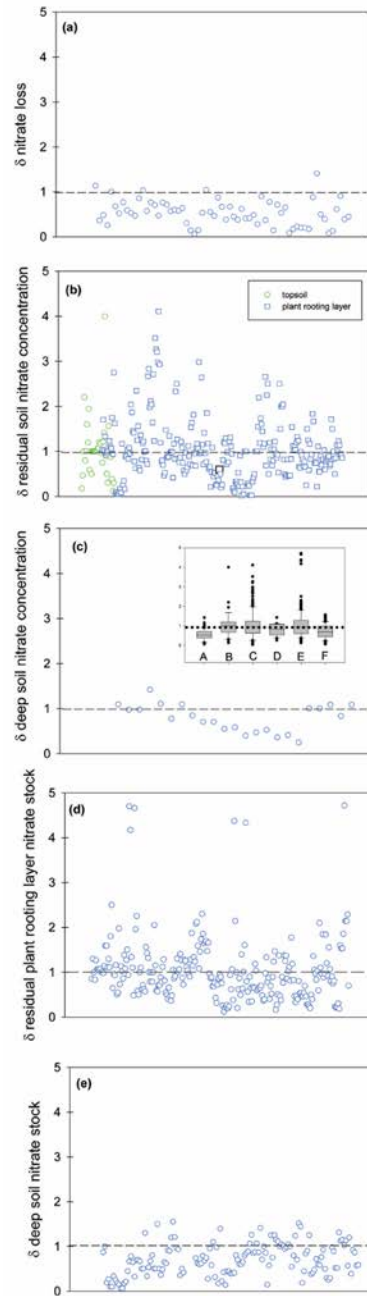 (a)
δ nitrate loss
5
4
3
2
1
0
(b)
δ residual soil nitrate concentration
5
4
3
2
1
0
topsoil
plant rooting layer
(c)
δ deep soil nitrate concentration
5
4
3
2
1
0
A B C D E F
(d)
δ residual plant rooting layer nitrate stock
5
4
3
2
1
0
(e)
δ deep soil nitrate stock
5
4
3
2
1
0